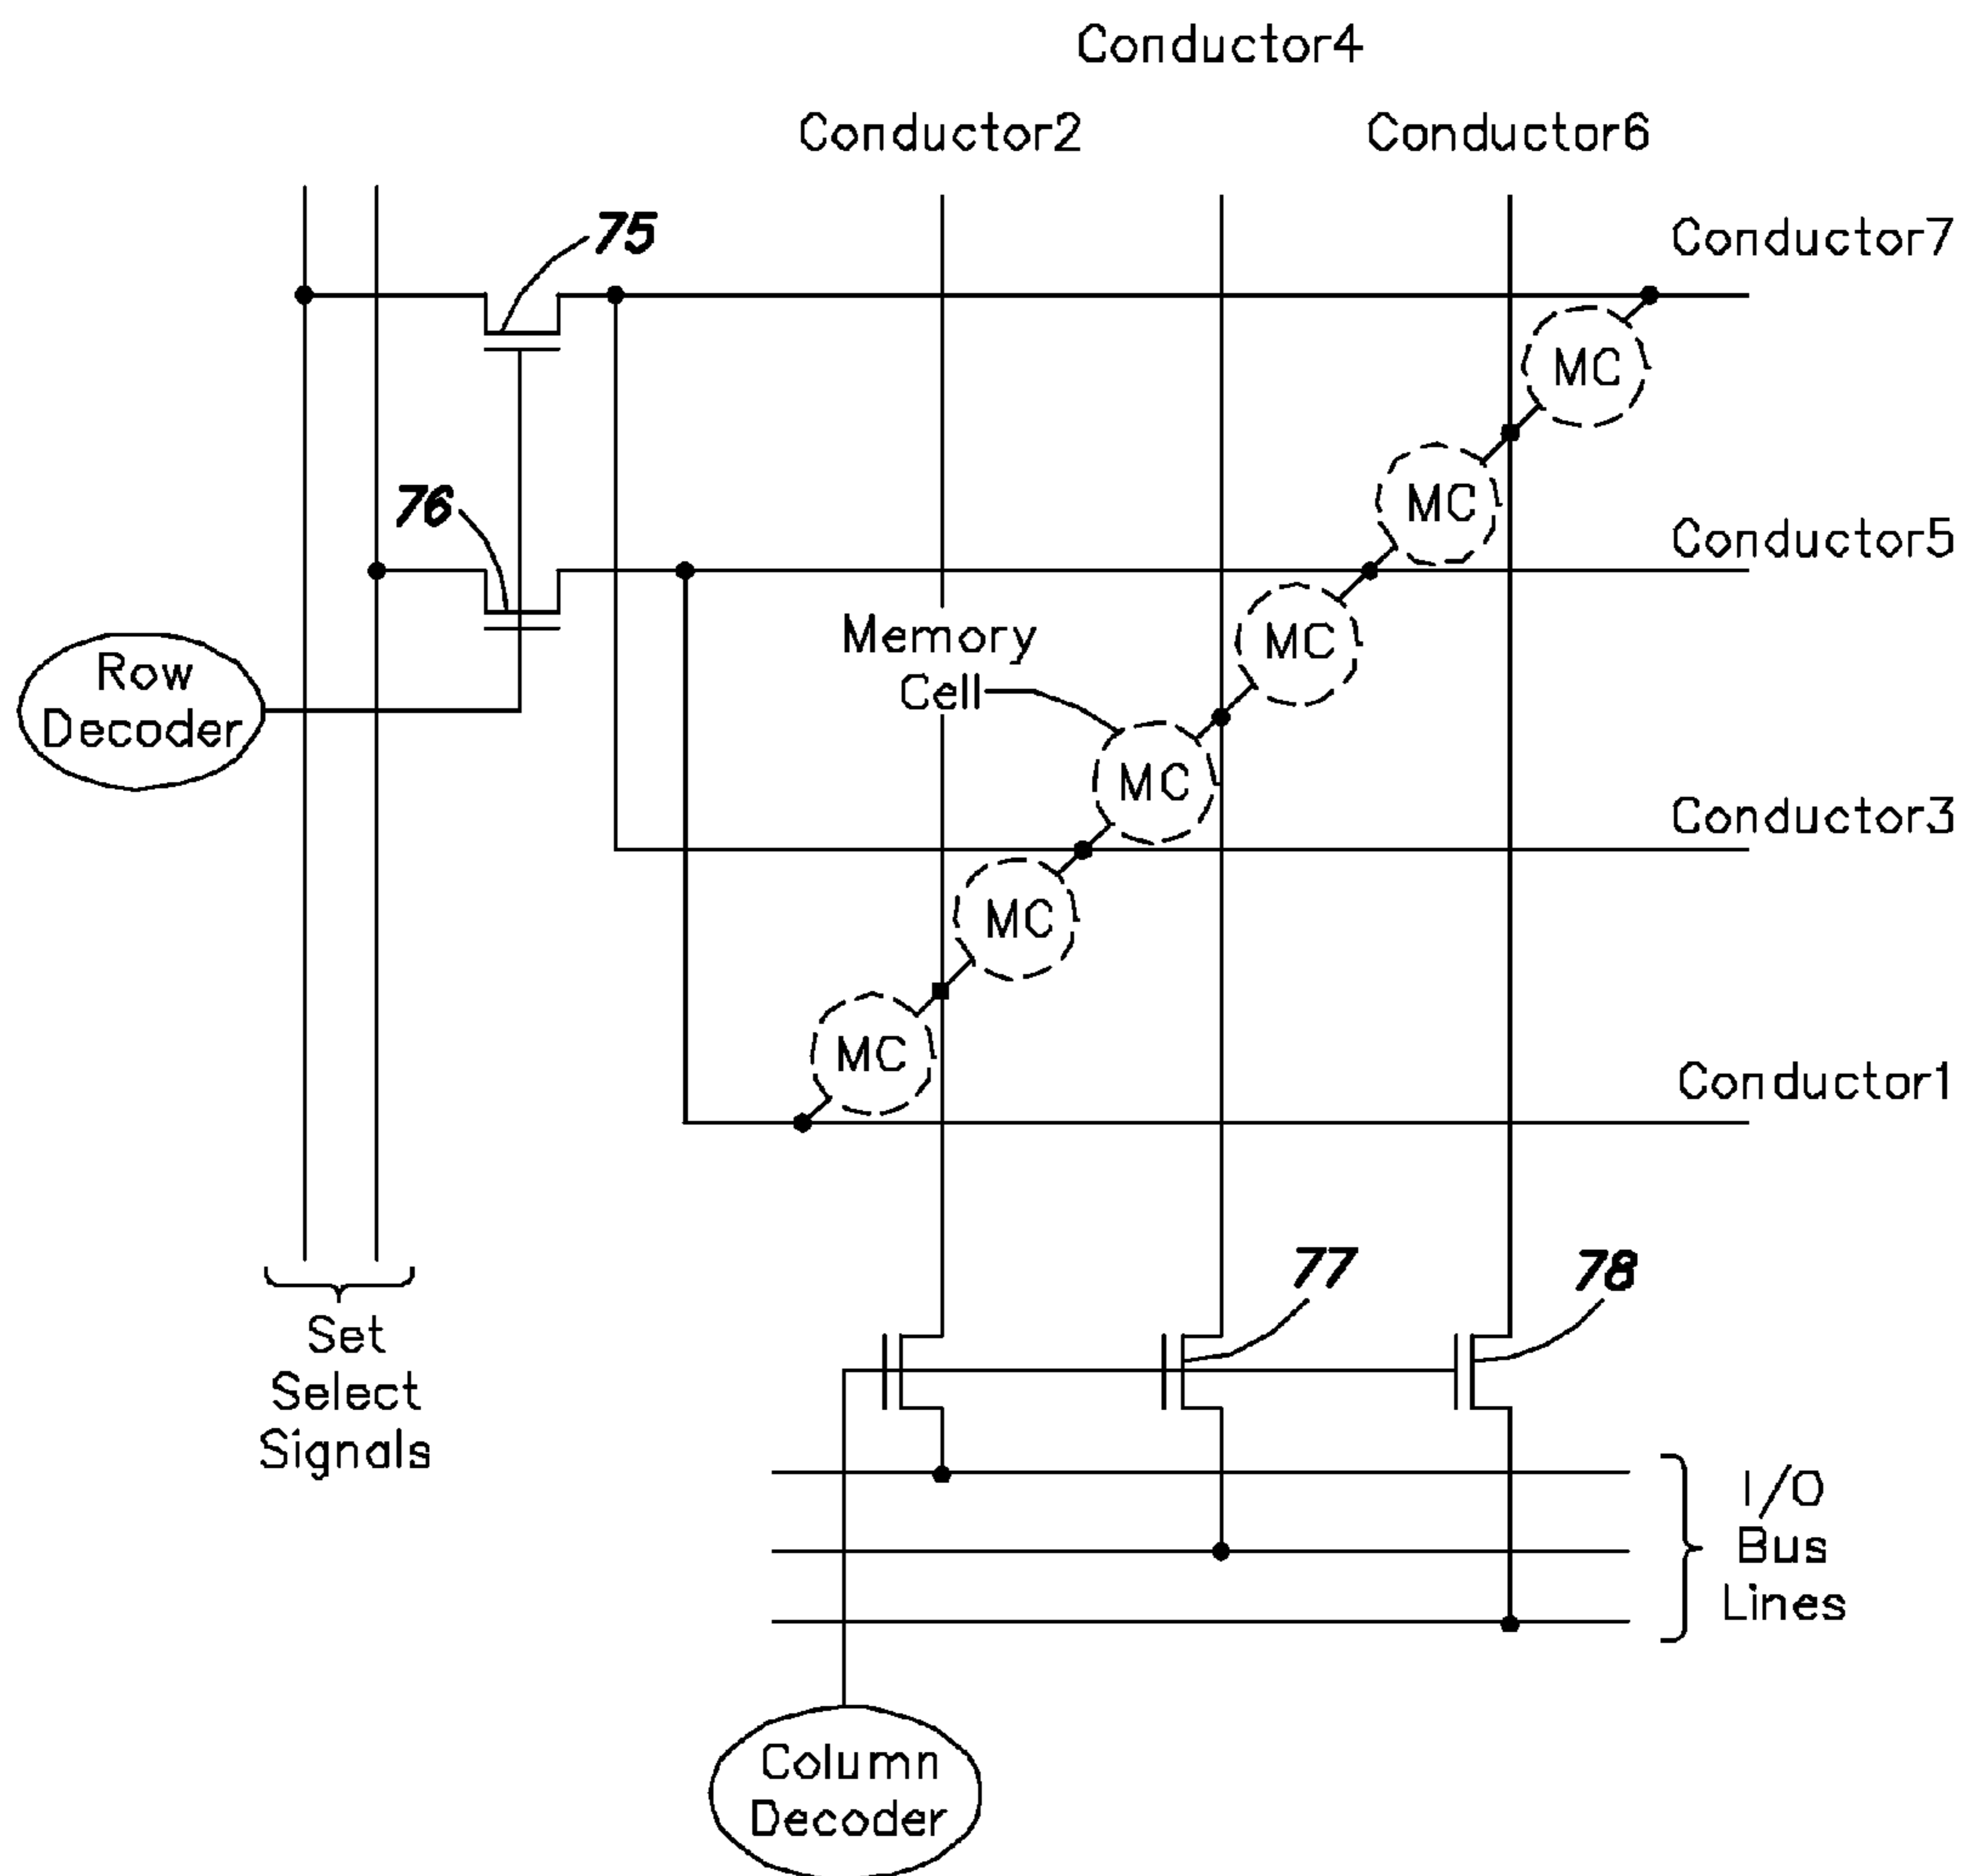 Conductor4
Conductor2
Conductor6
75
Conductor7
MC
76
MC
Conductor5
Memory
Cell
MC
Row
Decoder
MC
Conductor3
MC
MC
Conductor1
77
78
Set
Select
Signals
I/O
Bus
Lines
Column
Decoder